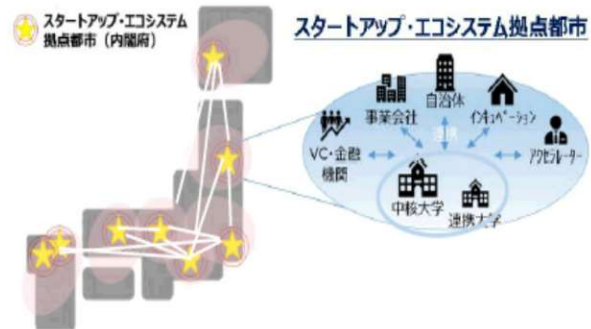 スタートアップ・エコシステム
拠点都市（内閣府）
スタートアップ・エコシステム拠点都市
自治体
事業会社
インキュベーション
連携
VC・金融
機関
アクセラレーター
中核大学
連携大学